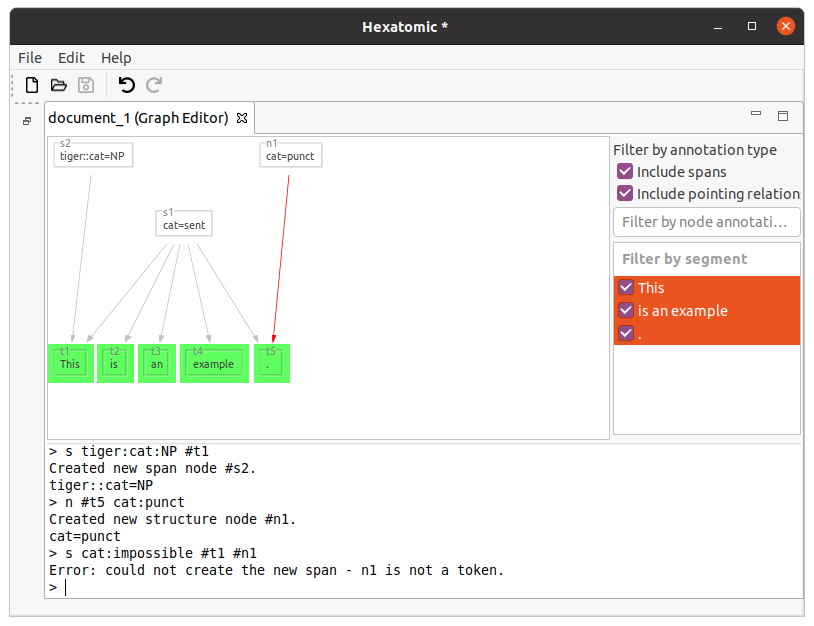 Hexatomic *
File Edit Help
document_1 (Graph Editor)
s2
tiger::cat=NP
n1
cat=punct
s1
cat=sent
t1
This
t2
is
t3
an
t4
example
t5
.
Filter by annotation type
Include spans
Include pointing relation
Filter by node annotati...
Filter by segment
This
is an example
.
> s tiger:cat:NP #t1
Created new span node #s2.
tiger::cat=NP
> n #t5 cat:punct
Created new structure node #n1.
cat=punct
> s cat:impossible #t1 #n1
Error: could not create the new span - n1 is not a token.
>